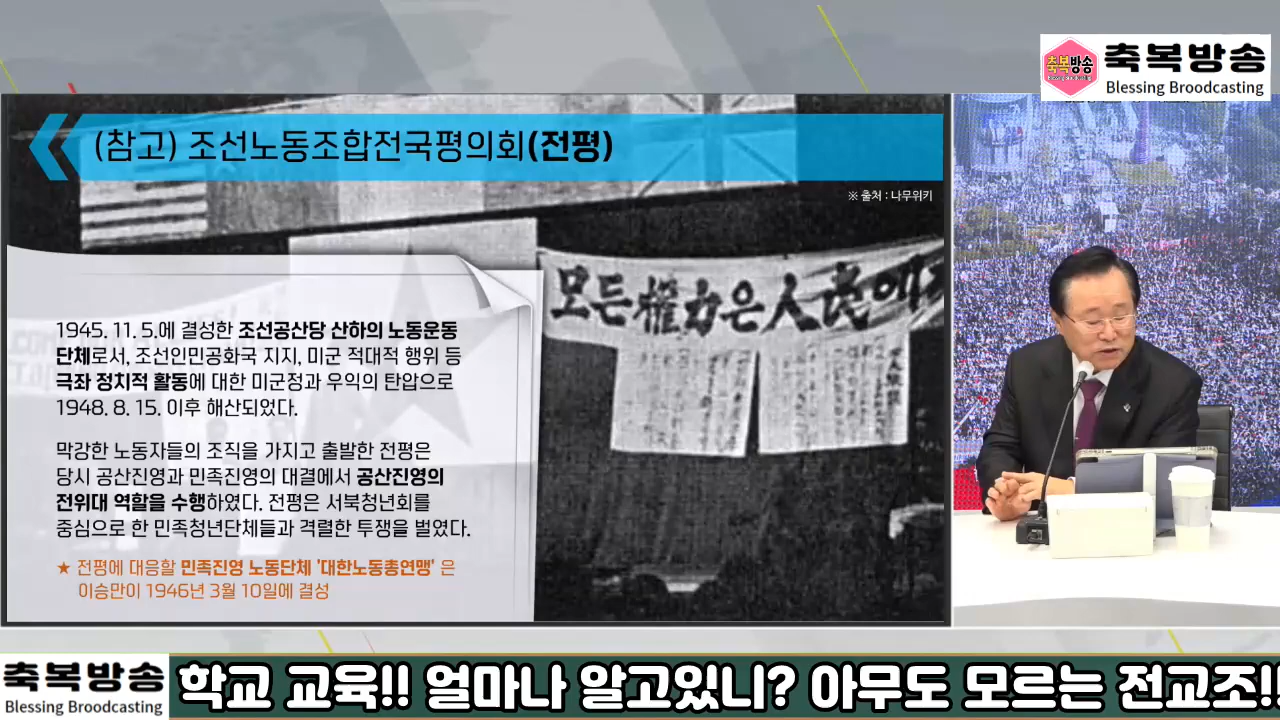 축복방송
축복방송
Blessing Broodcasting
(참고) 조선노동조합전국평의회(전평)
※ 출처 : 나무위키
모든 權力은 人民에게
1945. 11. 5.에 결성한 조선공산당 산하의 노동운동
단체로서, 조선인민공화국 지지, 미군 적대적 행위 등
극좌 정치적 활동에 대한 미군정과 우익의 탄압으로
1948. 8. 15. 이후 해산되었다.
막강한 노동자들의 조직을 가지고 출발한 전평은
당시 공산진영과 민족진영의 대결에서 공산진영의
전위대 역할을 수행하였다. 전평은 서북청년회를
중심으로 한 민족청년단체들과 격렬한 투쟁을 벌였다.
★ 전평에 대응할 민족진영 노동단체 '대한노동총연맹' 은
이승만이 1946년 3월 10일에 결성
축복방송
Blessing Broodcasting
학교 교육!! 얼마나 알고있니? 아무도 모르는 전교조!!